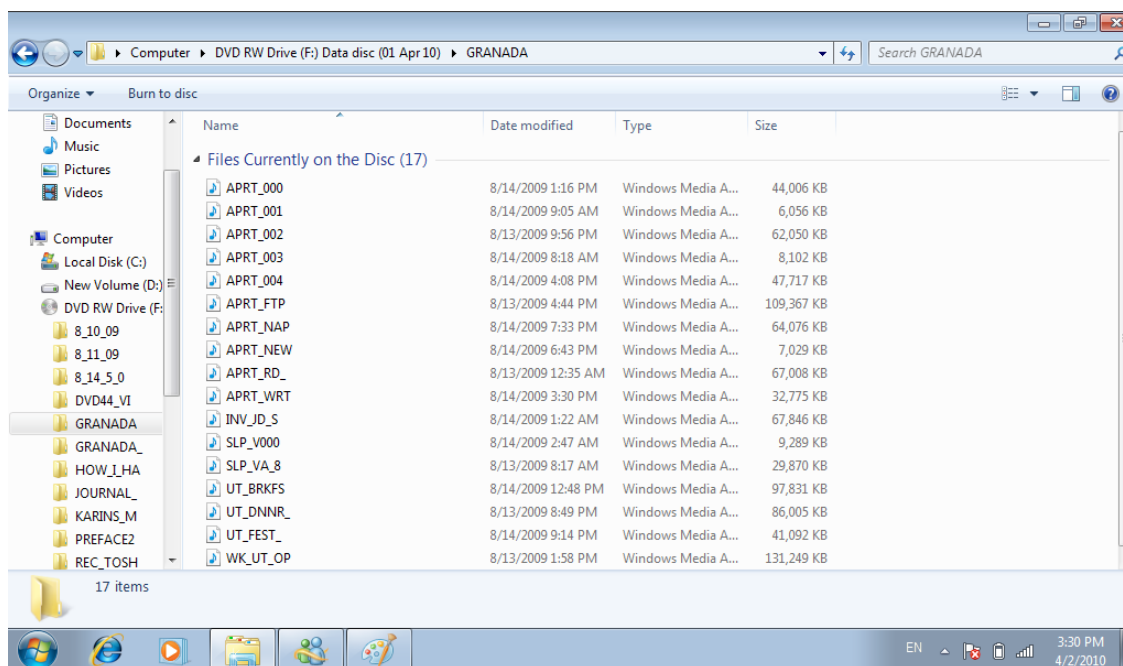 Computer ▸ DVD RW Drive (F:) Data disc (01 Apr 10) ▸ GRANADA
Search GRANADA
Organize Burn to disc
Documents
Music
Pictures
Videos
Computer
Local Disk (C:)
New Volume (D:)
DVD RW Drive (F:
8_10_09
8_11_09
8_14_5_0
DVD44_VI
GRANADA
GRANADA_
HOW_I_HA
JOURNAL_
KARINS_M
PREFACE2
REC_TOSH
Name Date modified Type Size
Files Currently on the Disc (17)
APRT_000 8/14/2009 1:16 PM Windows Media A... 44,006 KB
APRT_001 8/14/2009 9:05 AM Windows Media A... 6,056 KB
APRT_002 8/13/2009 9:56 PM Windows Media A... 62,050 KB
APRT_003 8/14/2009 8:18 AM Windows Media A... 8,102 KB
APRT_004 8/14/2009 4:08 PM Windows Media A... 47,717 KB
APRT_FTP 8/13/2009 4:44 PM Windows Media A... 109,367 KB
APRT_NAP 8/14/2009 7:33 PM Windows Media A... 64,076 KB
APRT_NEW 8/14/2009 6:43 PM Windows Media A... 7,029 KB
APRT_RD_ 8/13/2009 12:35 AM Windows Media A... 67,008 KB
APRT_WRT 8/14/2009 3:30 PM Windows Media A... 32,775 KB
INV_JD_S 8/14/2009 1:22 AM Windows Media A... 67,846 KB
SLP_V000 8/14/2009 2:47 AM Windows Media A... 9,289 KB
SLP_VA_8 8/13/2009 8:17 AM Windows Media A... 29,870 KB
UT_BRKFS 8/14/2009 12:48 PM Windows Media A... 97,831 KB
UT_DNNR_ 8/13/2009 8:49 PM Windows Media A... 86,005 KB
UT_FEST_ 8/14/2009 9:14 PM Windows Media A... 41,092 KB
WK_UT_OP 8/13/2009 1:58 PM Windows Media A... 131,249 KB
17 items
EN
3:30 PM
4/2/2010